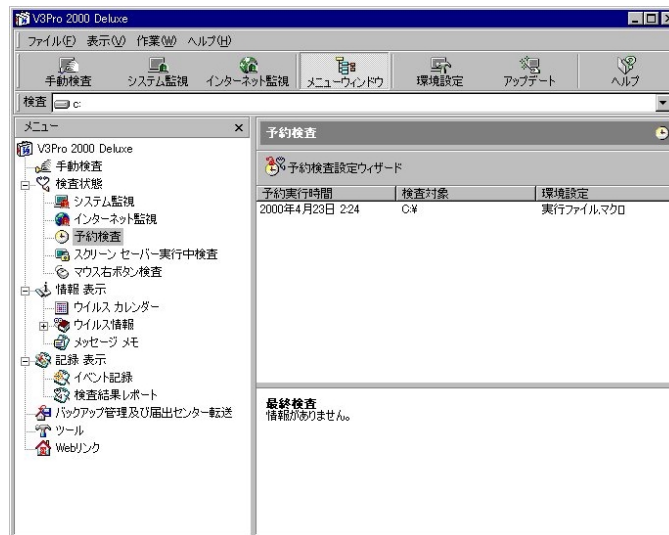 V3Pro 2000 Deluxe
ファイル(F) 表示(V) 作業(W) ヘルプ(H)
手動検査 システム監視 インターネット監視 メニューウィンドウ 環境設定 アップデート ヘルプ
検査 c:
メニュー
V3Pro 2000 Deluxe
手動検査
検査状態
システム監視
インターネット監視
予約検査
スクリーン セーバー実行中検査
マウス右ボタン検査
情報 表示
ウイルス カレンダー
ウイルス情報
メッセージ メモ
記録 表示
イベント記録
検査結果レポート
バックアップ管理及び届出センター転送
ツール
Webリンク
予約検査
予約検査設定ウィザード
予約実行時間 検査対象 環境設定
2000年4月23日 2:24 C:¥ 実行ファイル,マクロ
最終検査
情報がありません。